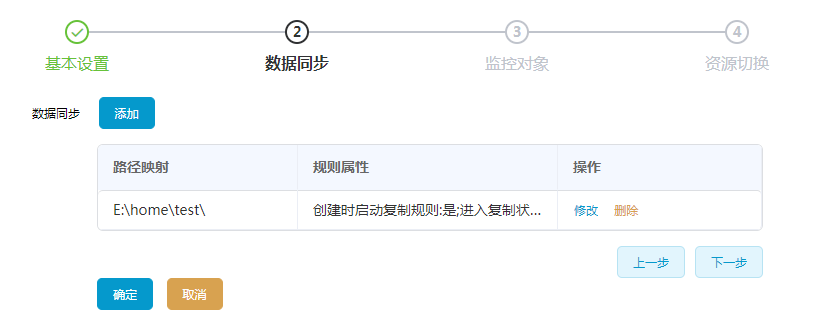 2 3 4
基本设置 数据同步 监控对象 资源切换
数据同步 添加
路径映射 规则属性 操作
E:\home\test\ 创建时启动复制规则:是;进入复制状... 修改 删除
上一步 下一步
确定 取消